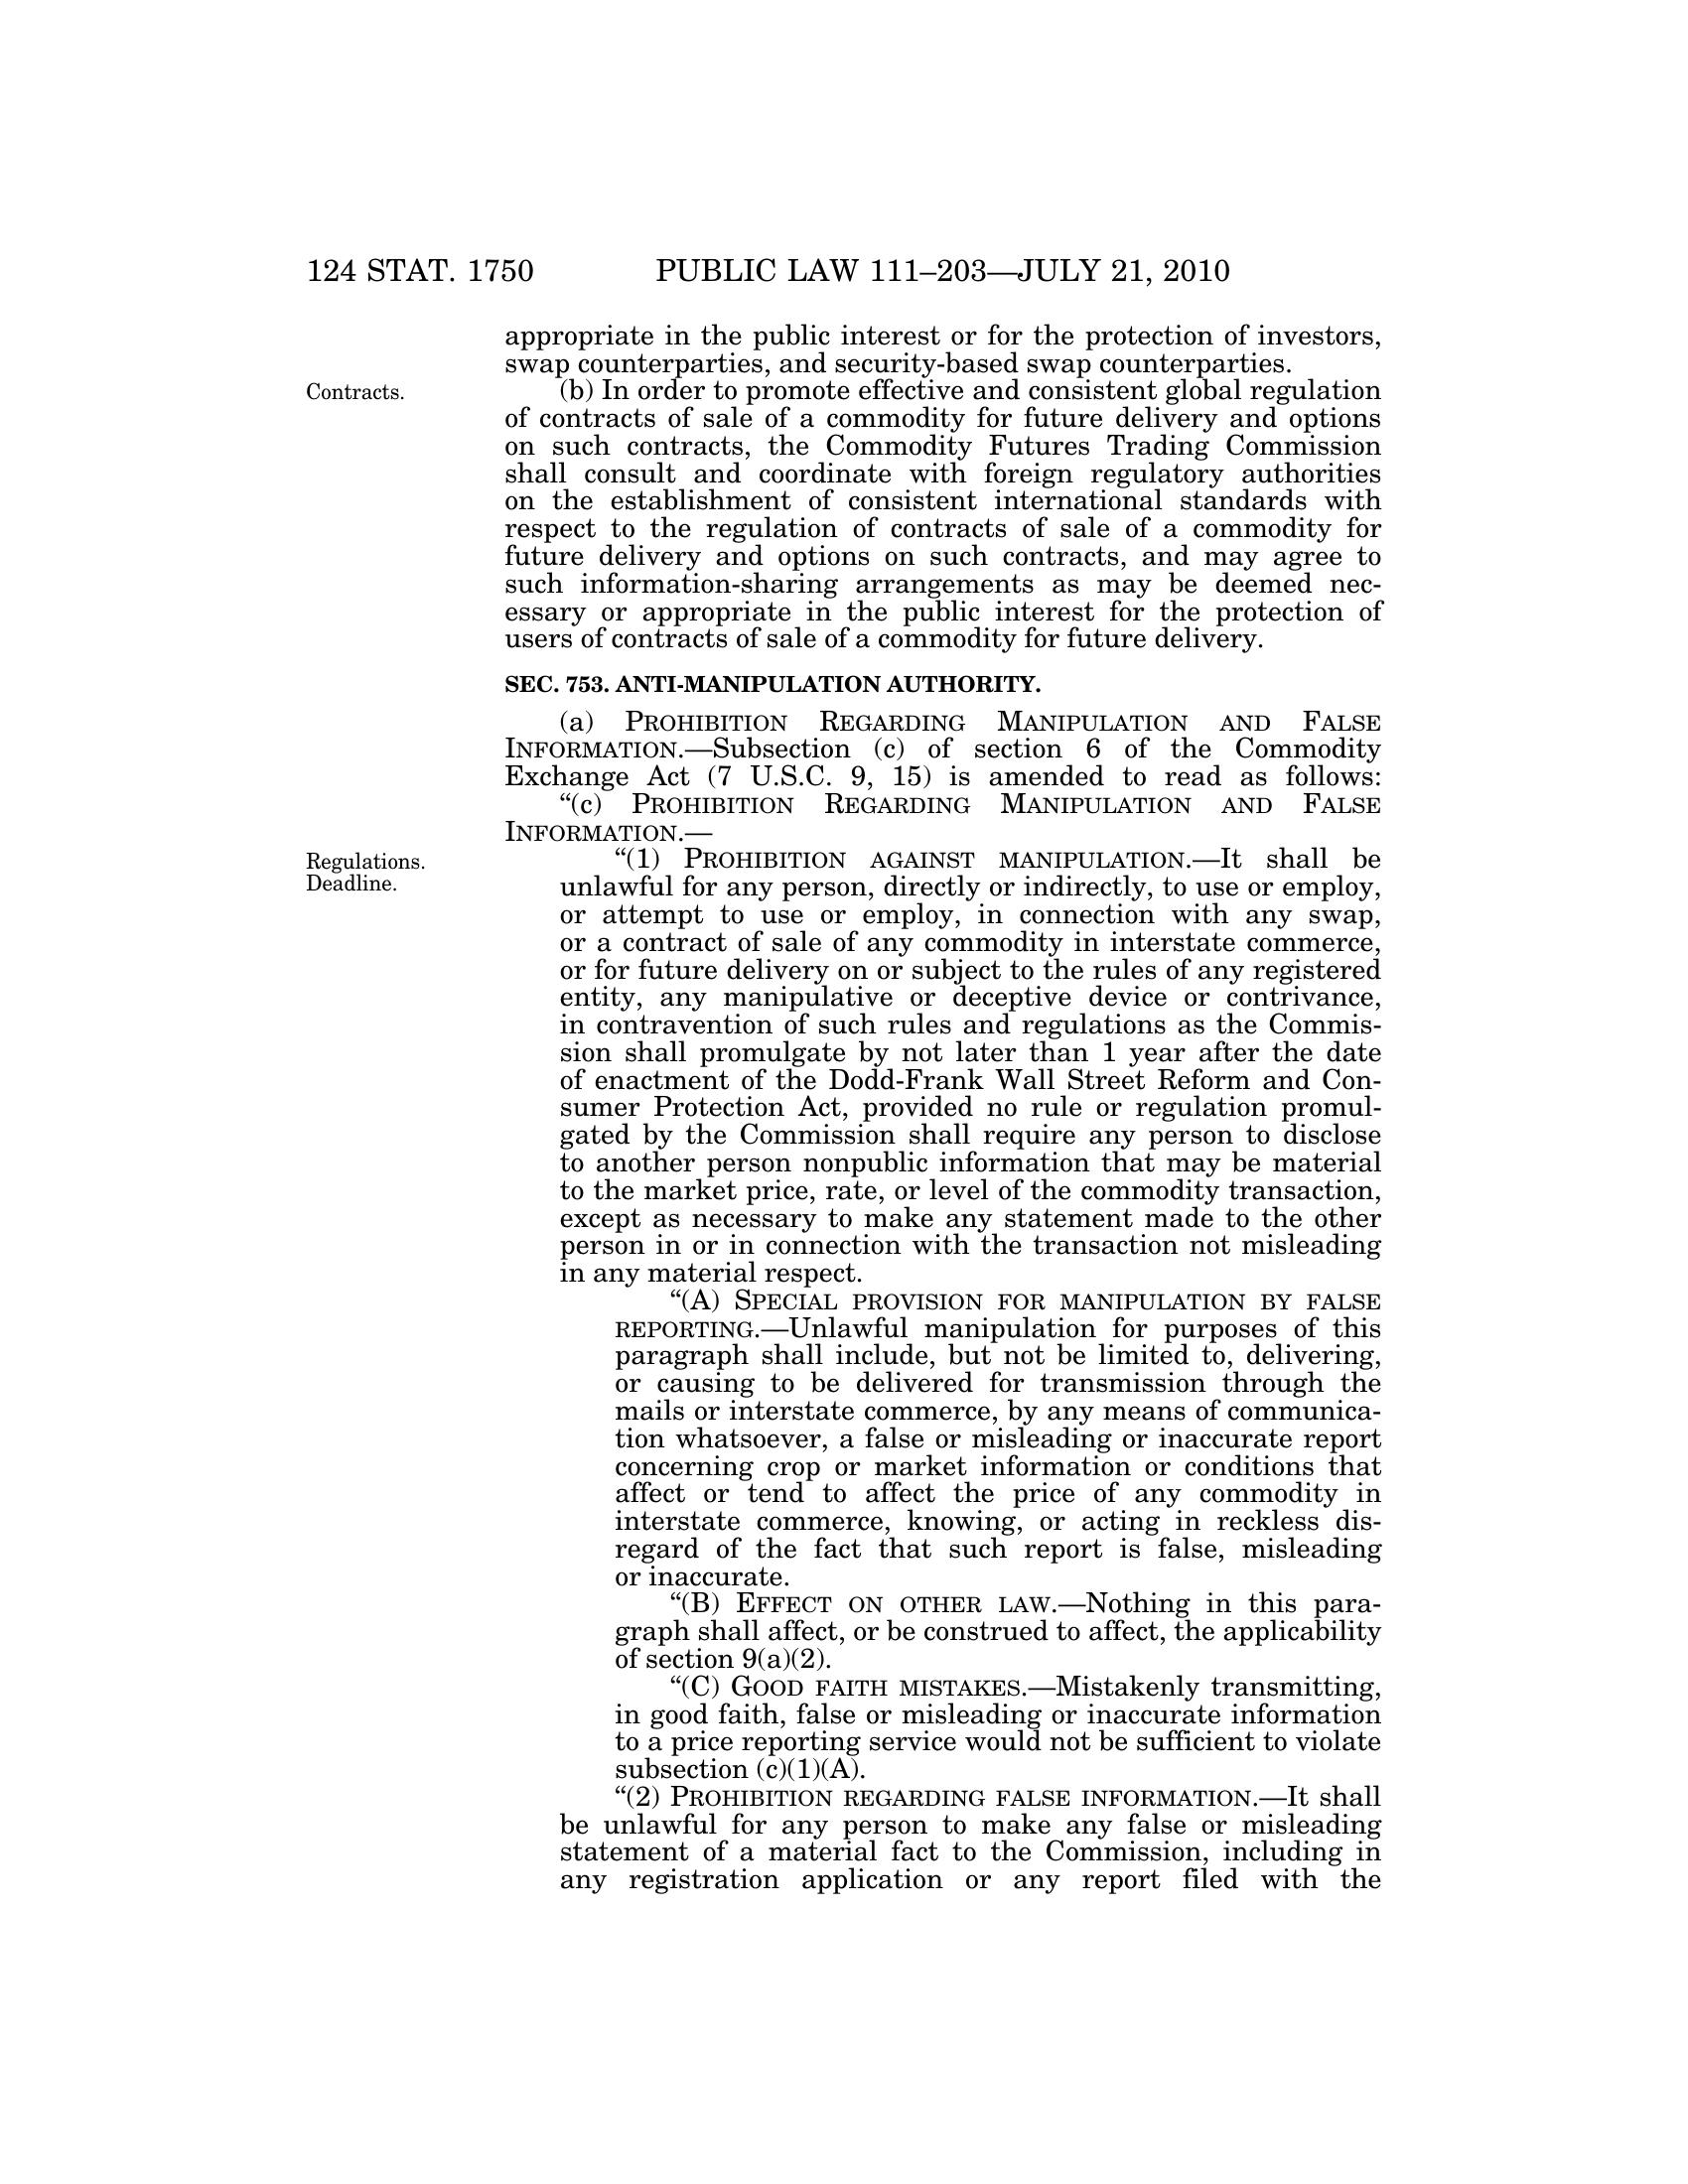 124 STAT. 1750 PUBLIC LAW 111–203—JULY 21, 2010
appropriate in the public interest or for the protection of investors,
swap counterparties, and security-based swap counterparties.
Contracts.
(b) In order to promote effective and consistent global regulation
of contracts of sale of a commodity for future delivery and options
on such contracts, the Commodity Futures Trading Commission
shall consult and coordinate with foreign regulatory authorities
on the establishment of consistent international standards with
respect to the regulation of contracts of sale of a commodity for
future delivery and options on such contracts, and may agree to
such information-sharing arrangements as may be deemed nec-
essary or appropriate in the public interest for the protection of
users of contracts of sale of a commodity for future delivery.
SEC. 753. ANTI-MANIPULATION AUTHORITY.
(a) PROHIBITION REGARDING MANIPULATION AND FALSE
INFORMATION.—Subsection (c) of section 6 of the Commodity
Exchange Act (7 U.S.C. 9, 15) is amended to read as follows:
“(c) PROHIBITION REGARDING MANIPULATION AND FALSE
INFORMATION.—
Regulations.
Deadline.
“(1) PROHIBITION AGAINST MANIPULATION.—It shall be
unlawful for any person, directly or indirectly, to use or employ,
or attempt to use or employ, in connection with any swap,
or a contract of sale of any commodity in interstate commerce,
or for future delivery on or subject to the rules of any registered
entity, any manipulative or deceptive device or contrivance,
in contravention of such rules and regulations as the Commis-
sion shall promulgate by not later than 1 year after the date
of enactment of the Dodd-Frank Wall Street Reform and Con-
sumer Protection Act, provided no rule or regulation promul-
gated by the Commission shall require any person to disclose
to another person nonpublic information that may be material
to the market price, rate, or level of the commodity transaction,
except as necessary to make any statement made to the other
person in or in connection with the transaction not misleading
in any material respect.
“(A) SPECIAL PROVISION FOR MANIPULATION BY FALSE
REPORTING.—Unlawful manipulation for purposes of this
paragraph shall include, but not be limited to, delivering,
or causing to be delivered for transmission through the
mails or interstate commerce, by any means of communica-
tion whatsoever, a false or misleading or inaccurate report
concerning crop or market information or conditions that
affect or tend to affect the price of any commodity in
interstate commerce, knowing, or acting in reckless dis-
regard of the fact that such report is false, misleading
or inaccurate.
“(B) EFFECT ON OTHER LAW.—Nothing in this para-
graph shall affect, or be construed to affect, the applicability
of section 9(a)(2).
“(C) GOOD FAITH MISTAKES.—Mistakenly transmitting,
in good faith, false or misleading or inaccurate information
to a price reporting service would not be sufficient to violate
subsection (c)(1)(A).
“(2) PROHIBITION REGARDING FALSE INFORMATION.—It shall
be unlawful for any person to make any false or misleading
statement of a material fact to the Commission, including in
any registration application or any report filed with the